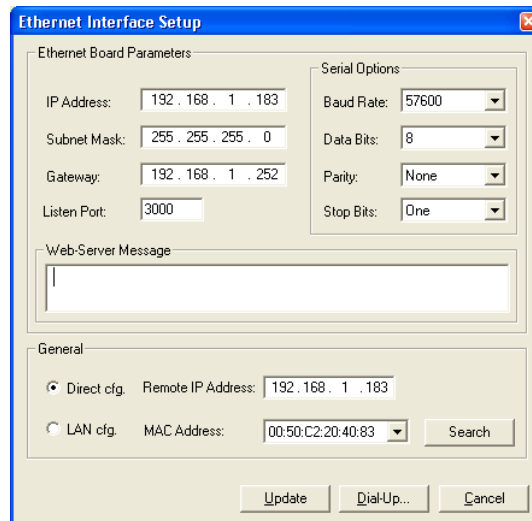 Ethernet Interface Setup
Ethernet Board Parameters
IP Address: 192 . 168 . 1 . 183
Subnet Mask: 255 . 255 . 255 . 0
Gateway: 192 . 168 . 1 . 252
Listen Port: 3000
Serial Options
Baud Rate: 57600
Data Bits: 8
Parity: None
Stop Bits: One
Web-Server Message
General
Direct cfg. Remote IP Address: 192 . 168 . 1 . 183
LAN cfg. MAC Address: 00:50:C2:20:40:83 Search
Update Dial-Up... Cancel